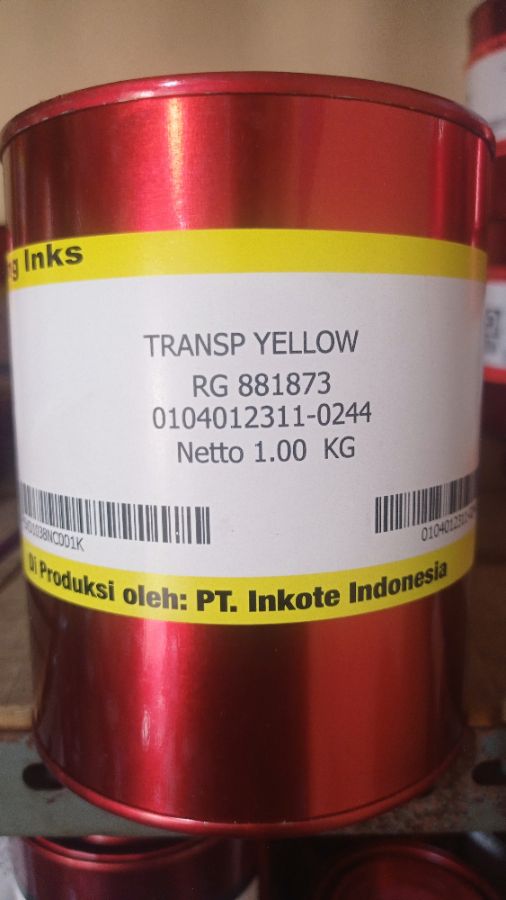 Inks
TRANSP YELLOW
RG 881873
0104012311-0244
Netto 1.00 KG
Di Produksi oleh: PT. Inkote Indonesia